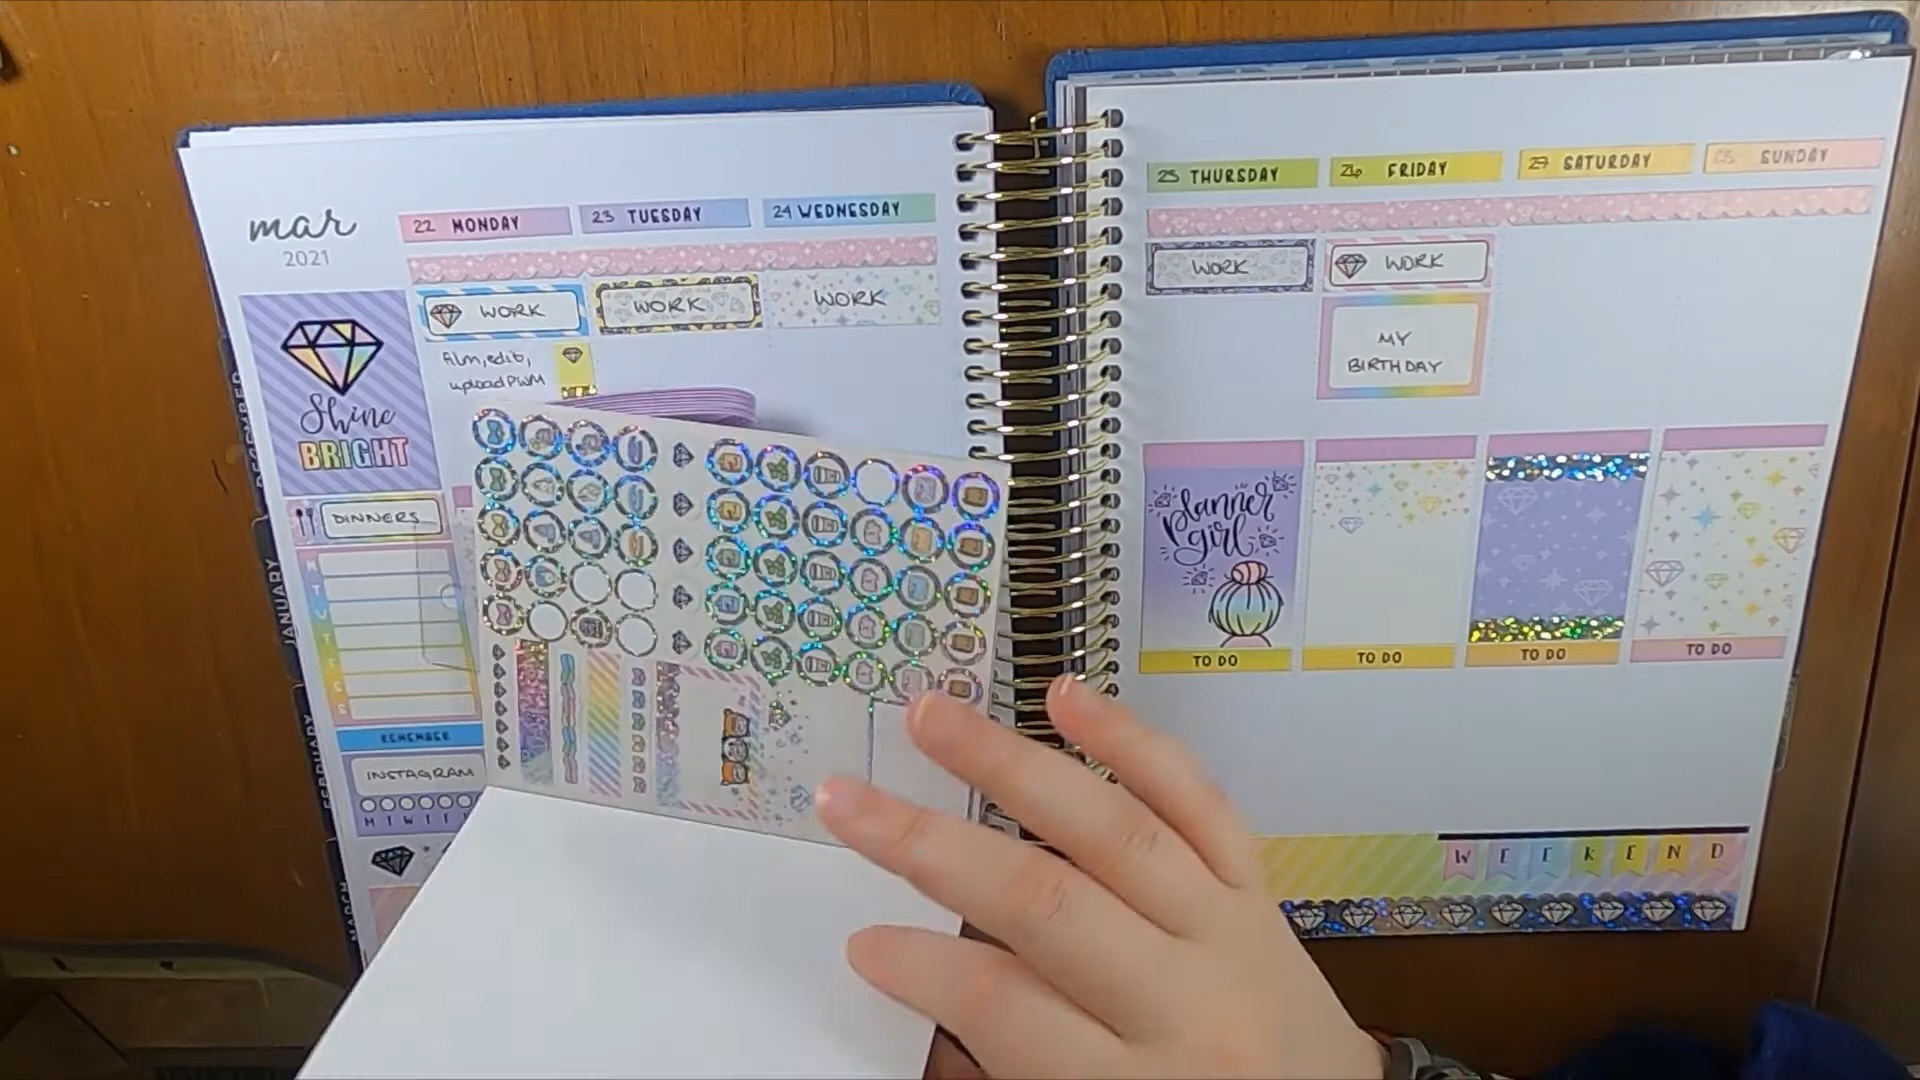 mar
2021
22 MONDAY
23 TUESDAY
24 WEDNESDAY
WORK
WORK
WORK
film, edit,
upload PWM
Shine
BRIGHT
DINNERS
M
T
W
T
F
S
S
REMEMBER
INSTAGRAM
M T W T F
DECEMBER
JANUARY
FEBRUARY
MARCH
25 THURSDAY
26 FRIDAY
27 SATURDAY
SUNDAY
WORK
WORK
MY
BIRTHDAY
planner
girl
TO DO
TO DO
TO DO
TO DO
WEEKEND